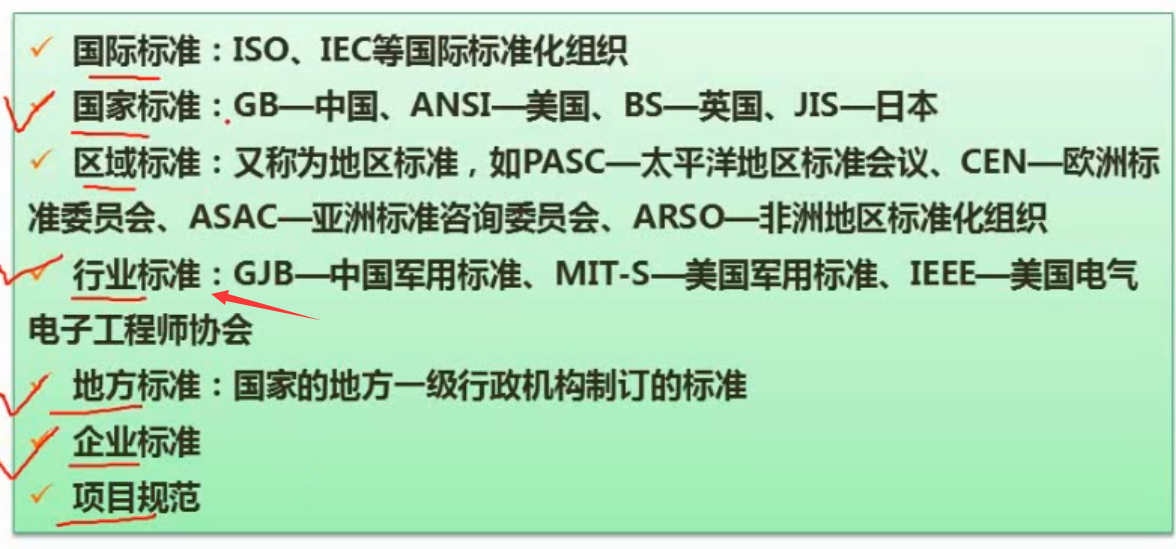 国际标准：ISO、IEC等国际标准化组织
国家标准：GB—中国、ANSI—美国、BS—英国、JIS—日本
区域标准：又称为地区标准，如PASC—太平洋地区标准会议、CEN—欧洲标
准委员会、ASAC—亚洲标准咨询委员会、ARSO—非洲地区标准化组织
行业标准：GJB—中国军用标准、MIT-S—美国军用标准、IEEE—美国电气
电子工程师协会
地方标准：国家的地方一级行政机构制订的标准
企业标准
项目规范